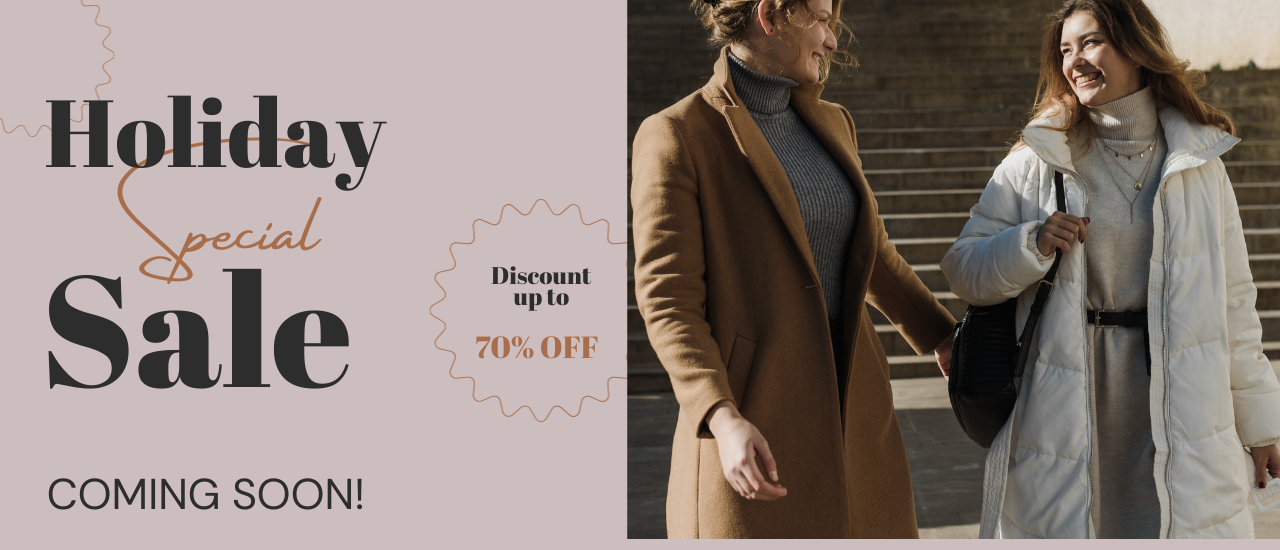 Holiday
Special
Sale
Discount
up to
70% OFF
COMING SOON!